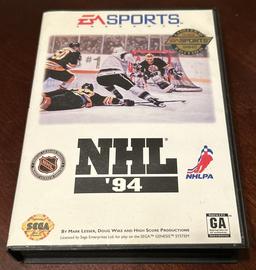 EA SPORTS
NHL
'94
NHLPA
SEGA
GA
BY MARK LESSER, DOUG WIKE AND HIGH SCORE PRODUCTIONS
Licensed by Sega Enterprises Ltd. for play on the SEGA™ GENESIS™ SYSTEM